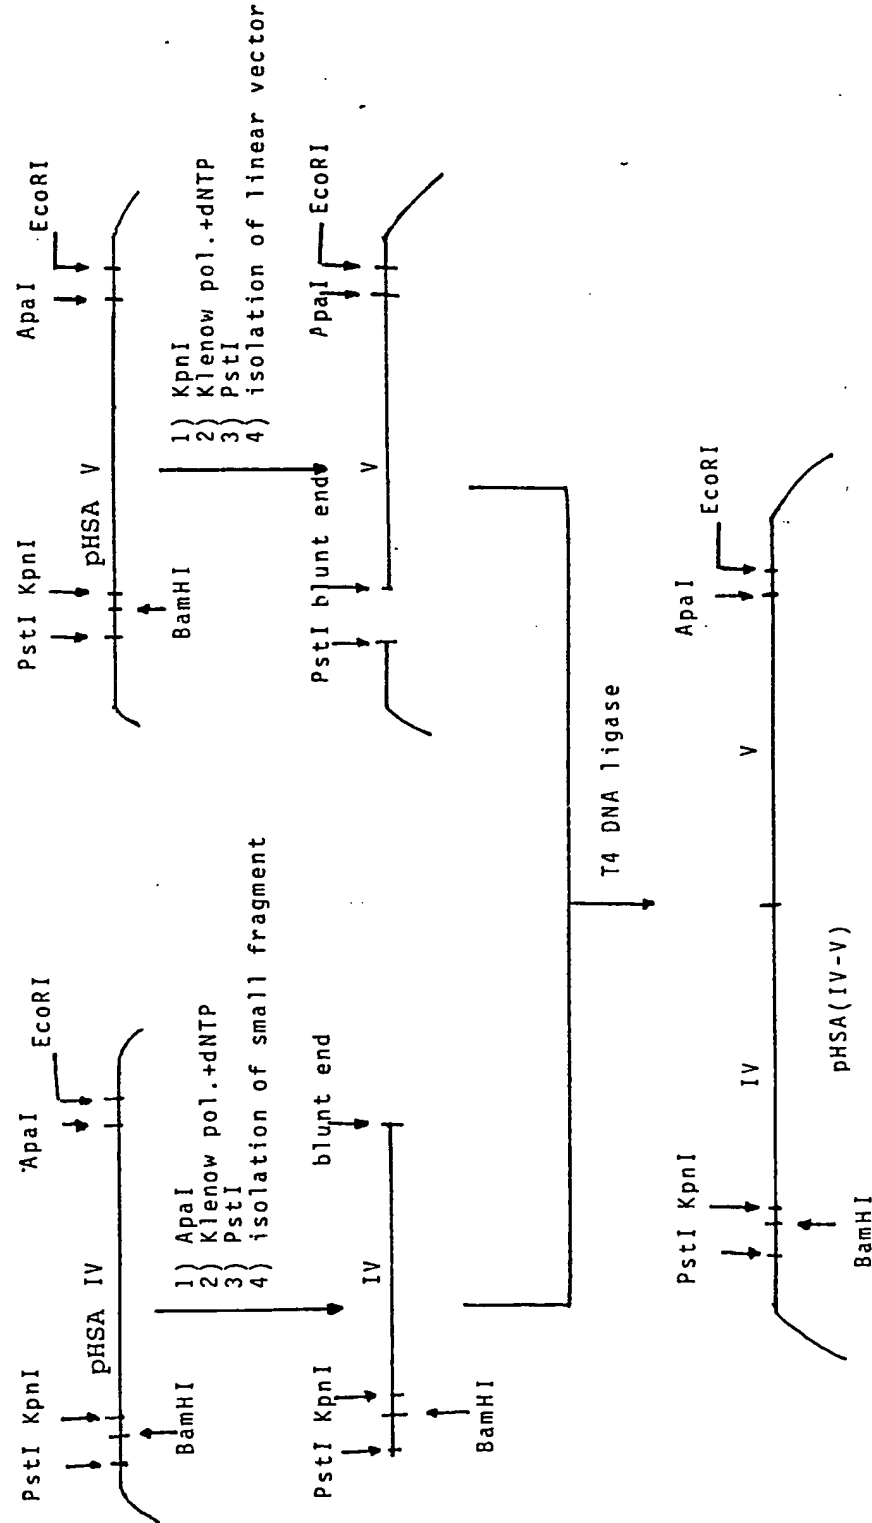 PstI KpnI
pHSA IV
ApaI
EcoRI
BamHI
1) ApaI
2) Klenow pol.+dNTP
3) PstI
4) isolation of small fragment
PstI KpnI
IV
blunt end
BamHI
PstI KpnI
pHSA V
ApaI
EcoRI
BamHI
1) KpnI
2) Klenow pol.+dNTP
3) PstI
4) isolation of linear vector
PstI blunt end
V
ApaI
EcoRI
T4 DNA ligase
PstI KpnI
IV
V
ApaI
EcoRI
BamHI
pHSA(IV-V)